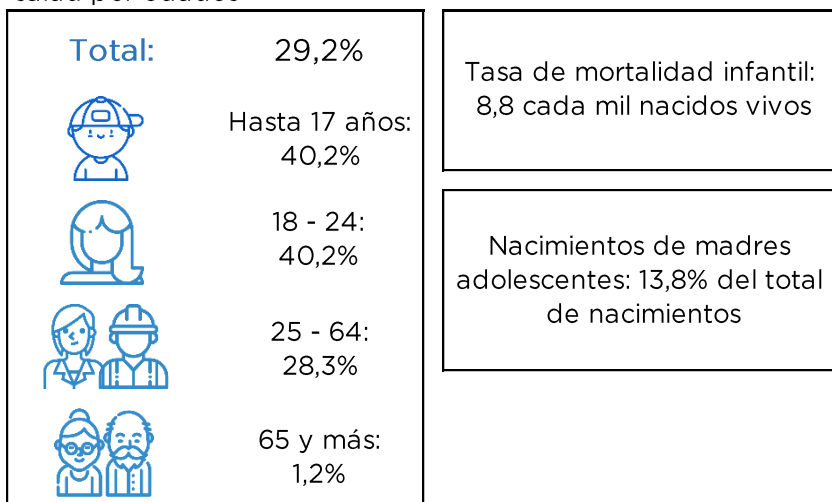 Total:
29,2%
Hasta 17 años:
40,2%
18 - 24:
40,2%
25 - 64:
28,3%
65 y más:
1,2%
Tasa de mortalidad infantil:
8,8 cada mil nacidos vivos
Nacimientos de madres
adolescentes: 13,8% del total
de nacimientos